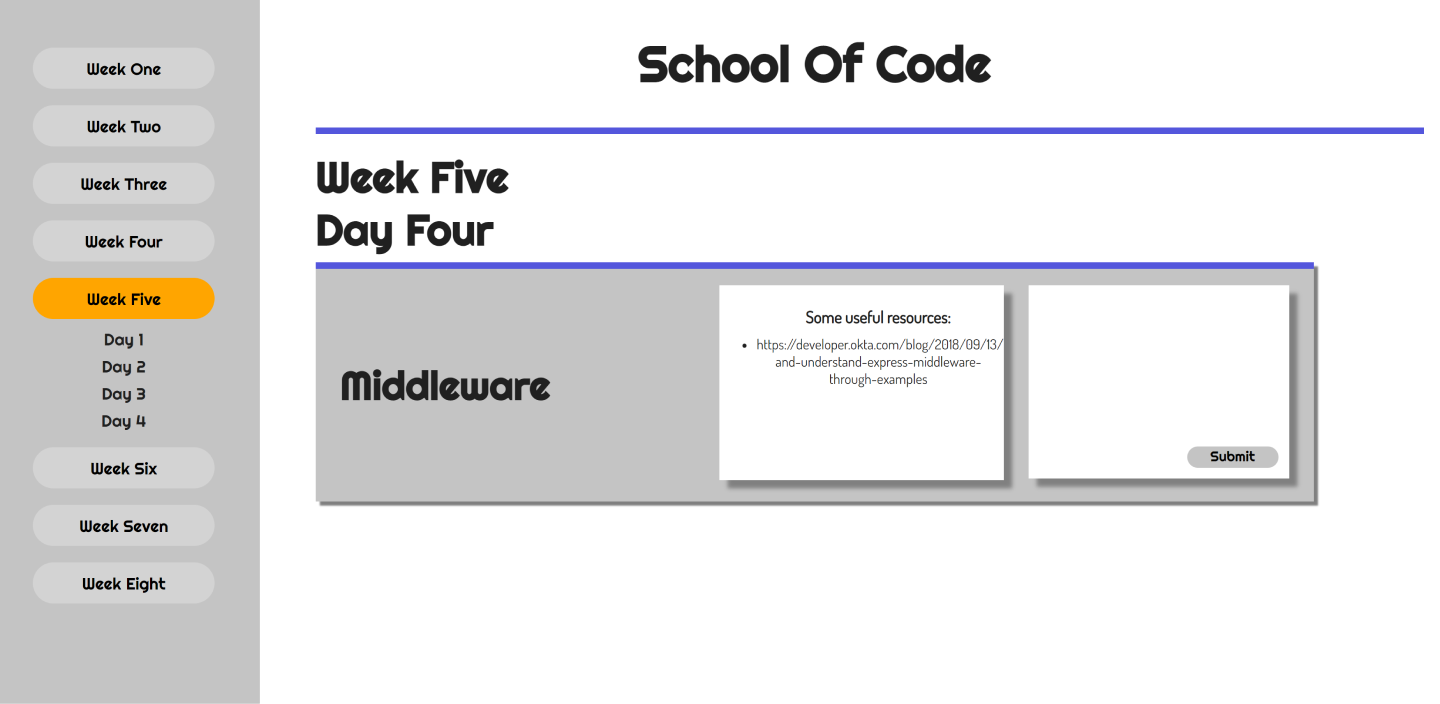 Week One
Week Two
Week Three
Week Four
Week Five
Day 1
Day 2
Day 3
Day 4
Week Six
Week Seven
Week Eight
School Of Code
Week Five
Day Four
Middleware
Some useful resources:
• https://developer.okta.com/blog/2018/09/13/
and-understand-express-middleware-
through-examples
Submit